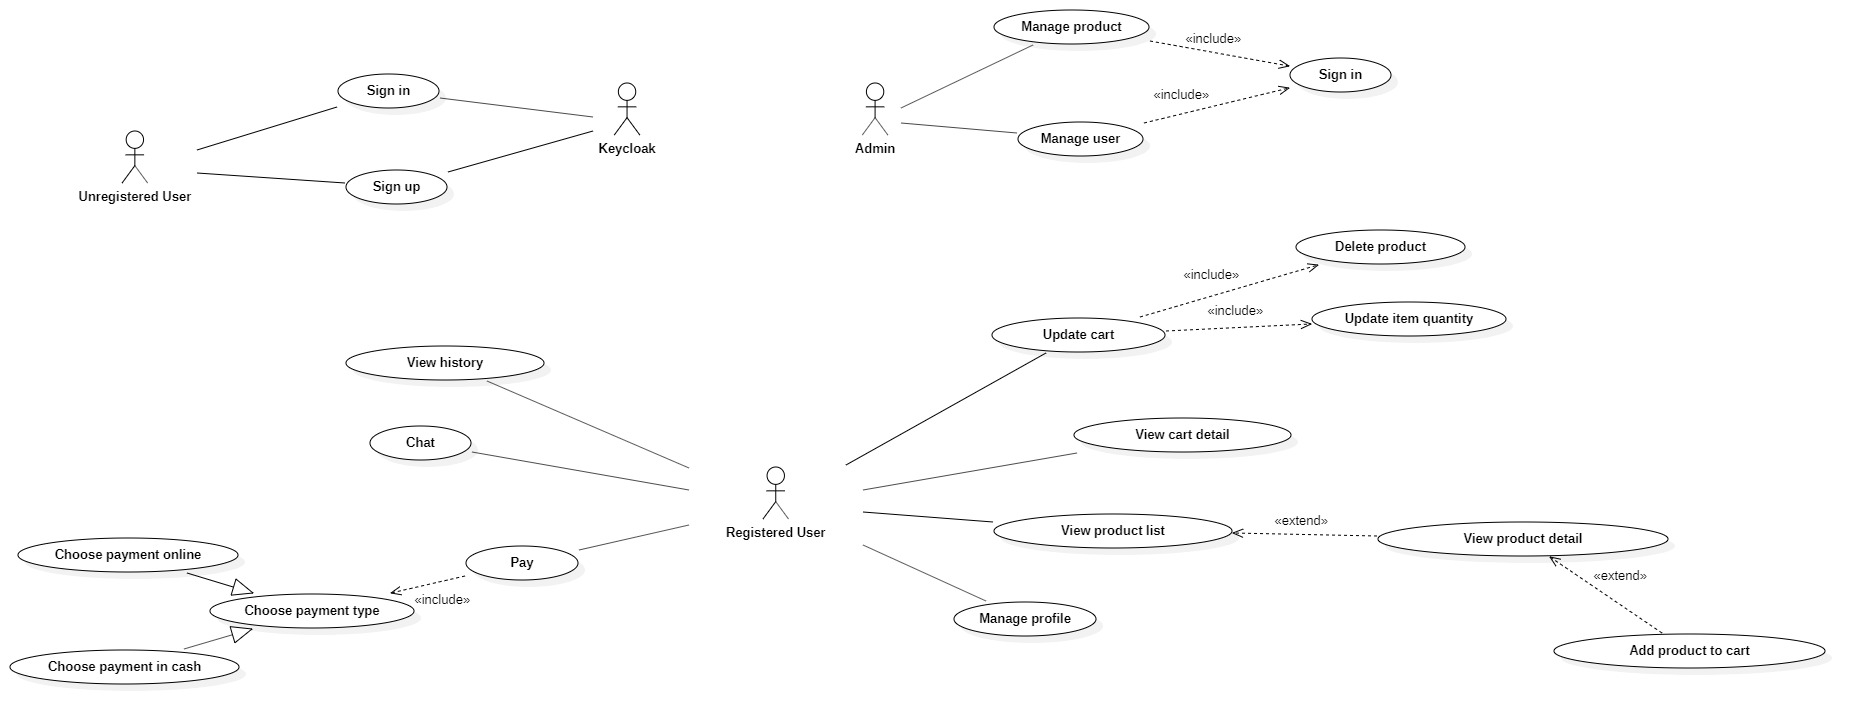 Manage product
«include»
Sign in
Sign in
«include»
Manage user
Keycloak
Admin
Unregistered User
Sign up
Delete product
«include»
«include»
Update item quantity
Update cart
View history
Chat
View cart detail
Registered User
View product list
«extend»
View product detail
Choose payment online
Pay
«include»
«extend»
Choose payment type
Manage profile
Add product to cart
Choose payment in cash